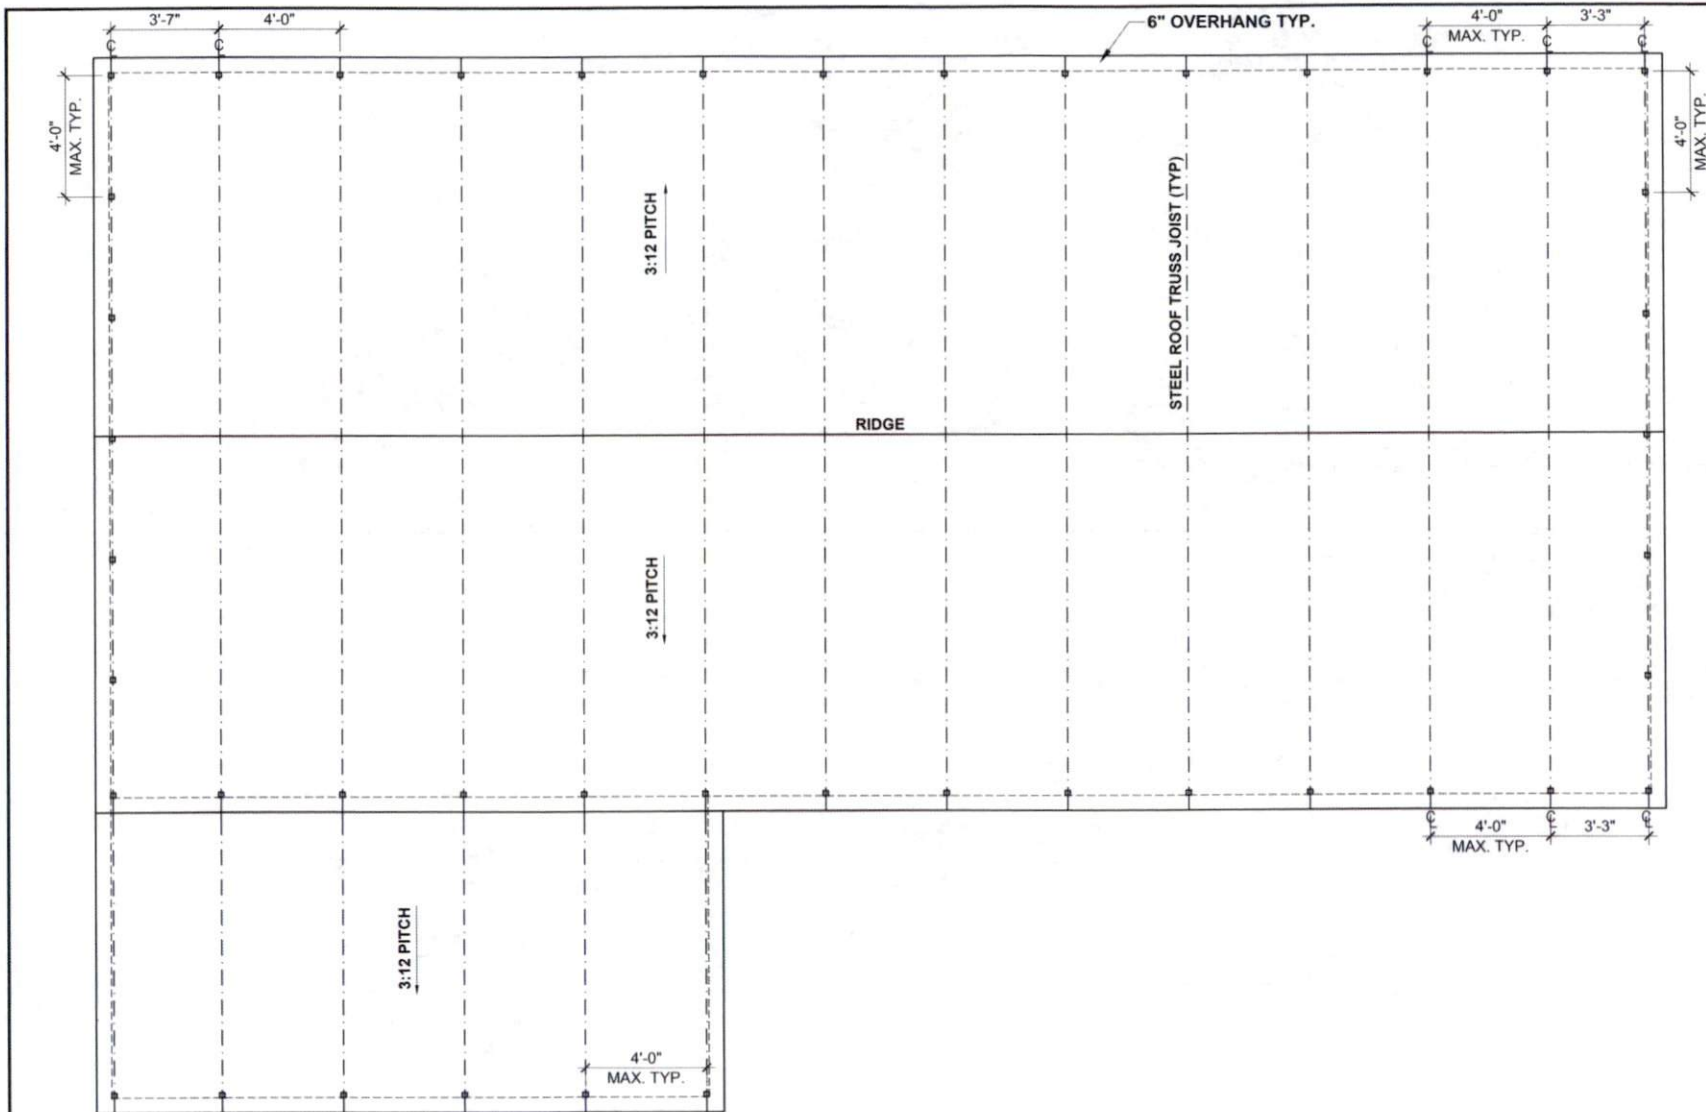 3'-7"
4'-0"
6" OVERHANG TYP.
4'-0"
MAX. TYP.
3'-3"
℄
℄
℄
℄
℄
4'-0"
MAX. TYP.
4'-0"
MAX. TYP.
3:12 PITCH
STEEL ROOF TRUSS JOIST (TYP)
RIDGE
3:12 PITCH
℄
℄
℄
4'-0"
MAX. TYP.
3'-3"
3:12 PITCH
4'-0"
MAX. TYP.